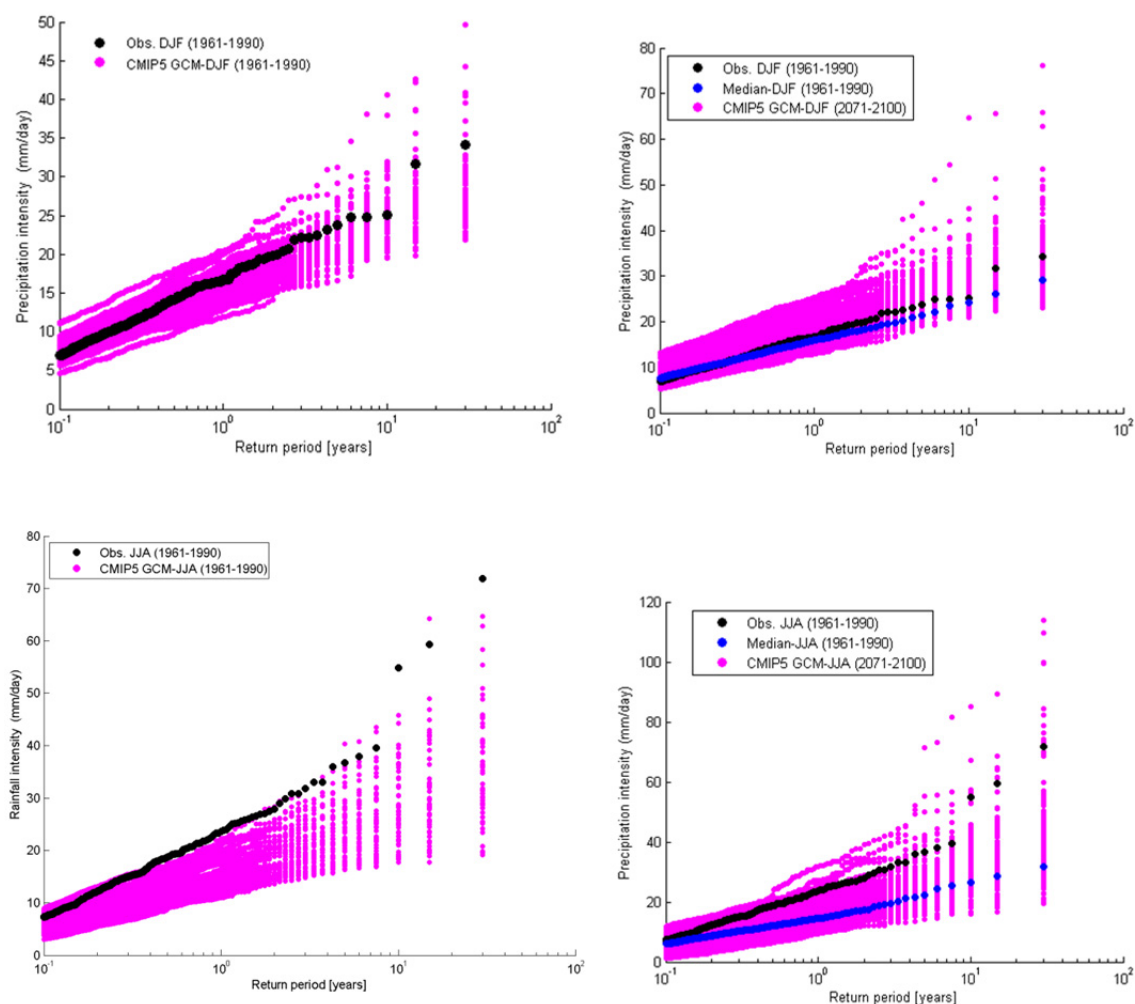 50
45
40
35
30
25
20
15
10
5
0
Precipitation intensity (mm/day)
Obs. DJF (1961-1990)
CMIP5 GCM-DJF (1961-1990)
10^-1
10^0
10^1
10^2
Return period [years]
80
70
60
50
40
30
20
10
0
Precipitation intensity (mm/day)
Obs. DJF (1961-1990)
Median-DJF (1961-1990)
CMIP5 GCM-DJF (2071-2100)
10^-1
10^0
10^1
10^2
Return period [years]
80
70
60
50
40
30
20
10
0
Rainfall intensity (mm/day)
Obs. JJA (1961-1990)
CMIP5 GCM-JJA (1961-1990)
10^-1
10^0
10^1
10^2
Return period [years]
120
100
80
60
40
20
0
Precipitation intensity (mm/day)
Obs. JJA (1961-1990)
Median-JJA (1961-1990)
CMIP5 GCM-JJA (2071-2100)
10^-1
10^0
10^1
10^2
Return period [years]